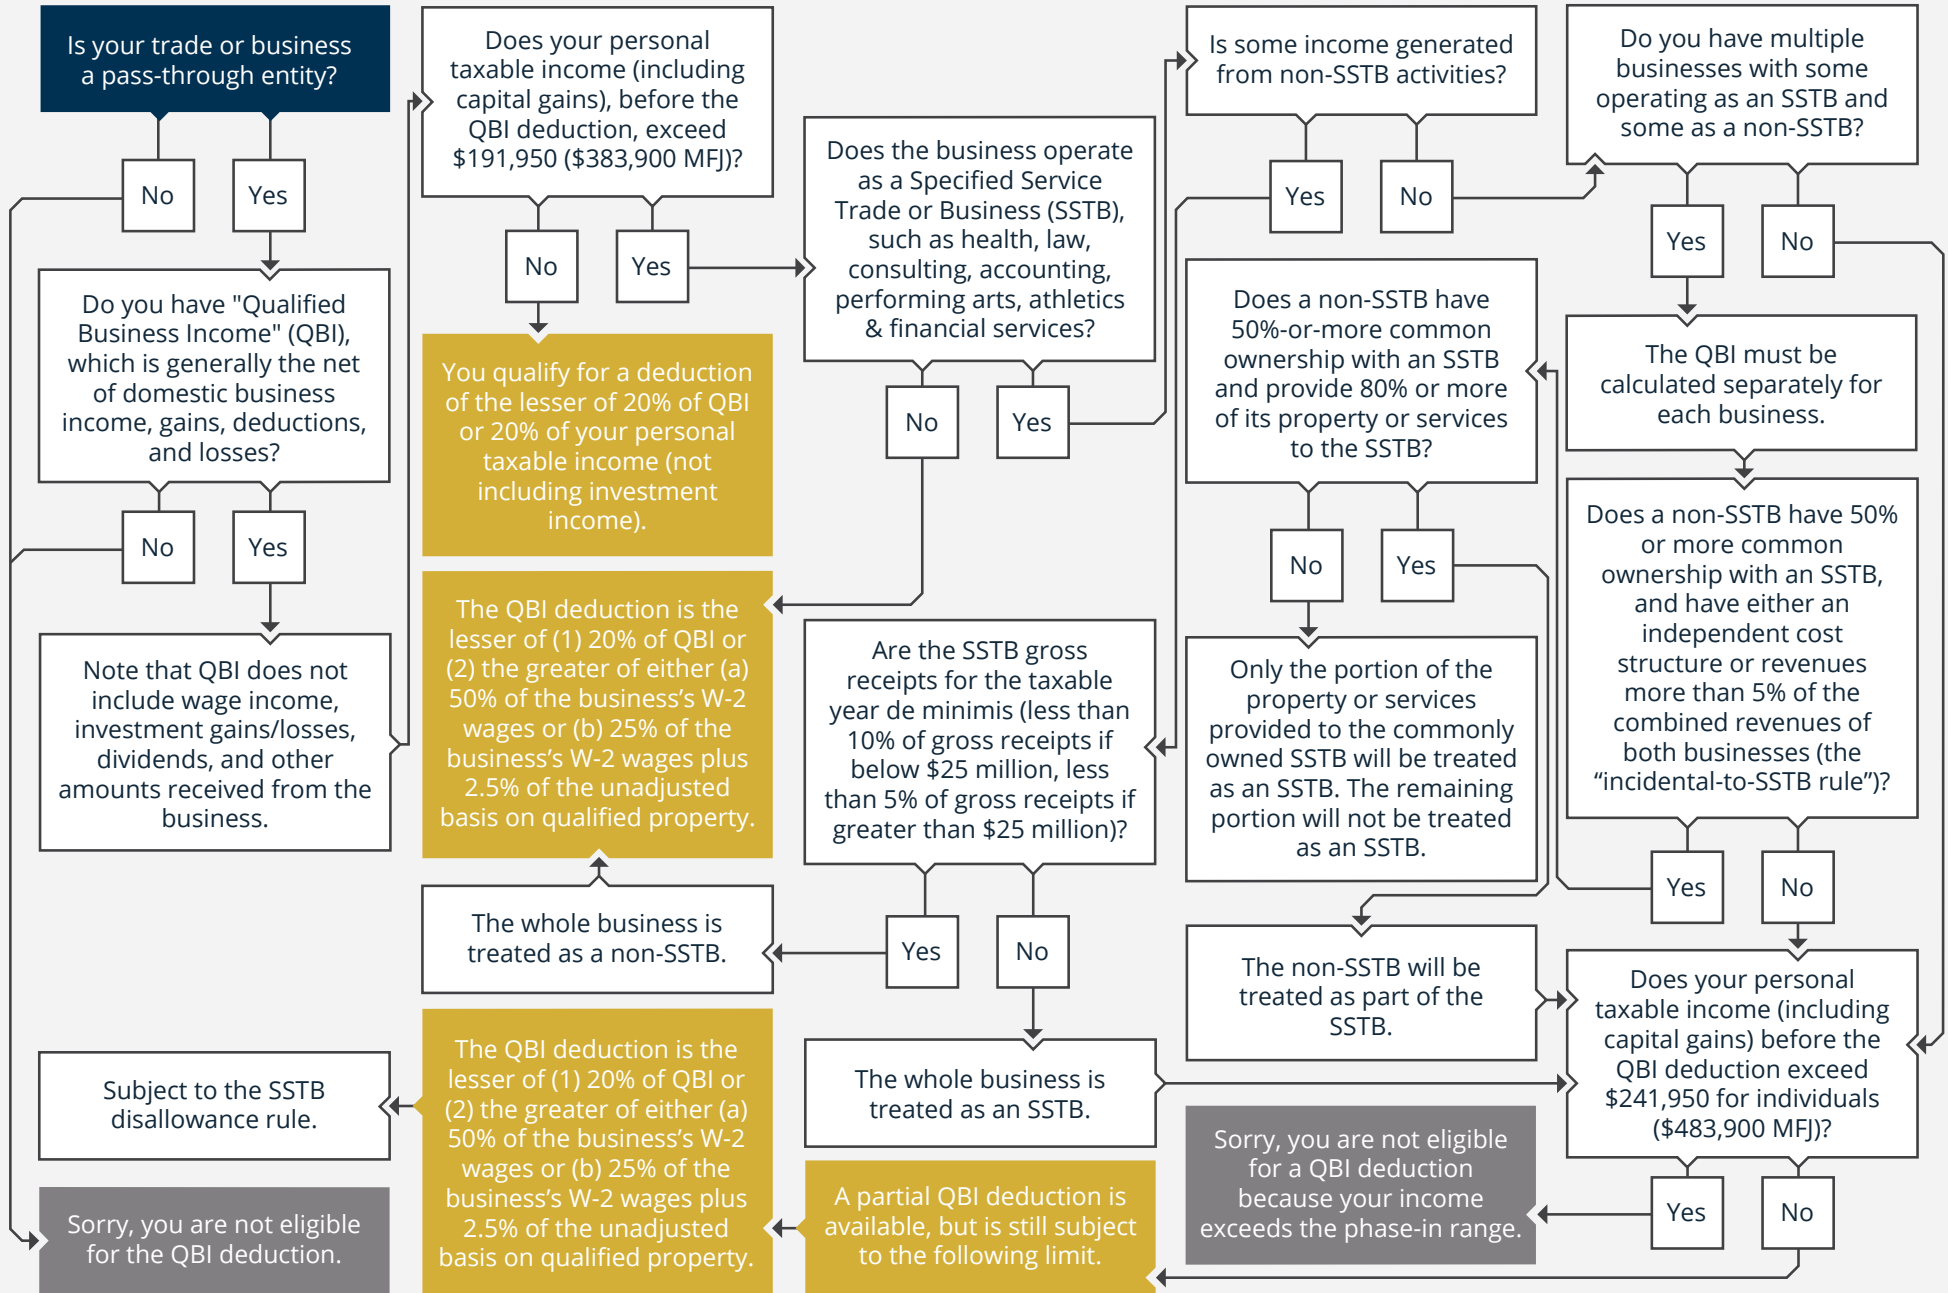 Is your trade or business
a pass-through entity?
No
Yes
Do you have "Qualified
Business Income" (QBI),
which is generally the net
of domestic business
income, gains, deductions,
and losses?
No
Yes
Note that QBI does not
include wage income,
investment gains/losses,
dividends, and other
amounts received from the
business.
Subject to the SSTB
disallowance rule.
Sorry, you are not eligible
for the QBI deduction.
Does your personal
taxable income (including
capital gains), before the
QBI deduction, exceed
$191,950 ($383,900 MFJ)?
No
Yes
You qualify for a deduction
of the lesser of 20% of QBI
or 20% of your personal
taxable income (not
including investment
income).
The QBI deduction is the
lesser of (1) 20% of QBI or
(2) the greater of either (a)
50% of the business’s W-2
wages or (b) 25% of the
business’s W-2 wages plus
2.5% of the unadjusted
basis on qualified property.
The whole business is
treated as a non-SSTB.
The QBI deduction is the
lesser of (1) 20% of QBI or
(2) the greater of either (a)
50% of the business’s W-2
wages or (b) 25% of the
business’s W-2 wages plus
2.5% of the unadjusted
basis on qualified property.
Does the business operate
as a Specified Service
Trade or Business (SSTB),
such as health, law,
consulting, accounting,
performing arts, athletics
& financial services?
No
Yes
Are the SSTB gross
receipts for the taxable
year de minimis (less than
10% of gross receipts if
below $25 million, less
than 5% of gross receipts if
greater than $25 million)?
Yes
No
The whole business is
treated as an SSTB.
A partial QBI deduction is
available, but is still subject
to the following limit.
Is some income generated
from non-SSTB activities?
Yes
No
Does a non-SSTB have
50%-or-more common
ownership with an SSTB
and provide 80% or more
of its property or services
to the SSTB?
No
Yes
Only the portion of the
property or services
provided to the commonly
owned SSTB will be treated
as an SSTB. The remaining
portion will not be treated
as an SSTB.
The non-SSTB will be
treated as part of the
SSTB.
Sorry, you are not eligible
for a QBI deduction
because your income
exceeds the phase-in range.
Do you have multiple
businesses with some
operating as an SSTB and
some as a non-SSTB?
Yes
No
The QBI must be
calculated separately for
each business.
Does a non-SSTB have 50%
or more common
ownership with an SSTB,
and have either an
independent cost
structure or revenues
more than 5% of the
combined revenues of
both businesses (the
“incidental-to-SSTB rule”)?
Yes
No
Does your personal
taxable income (including
capital gains) before the
QBI deduction exceed
$241,950 for individuals
($483,900 MFJ)?
Yes
No